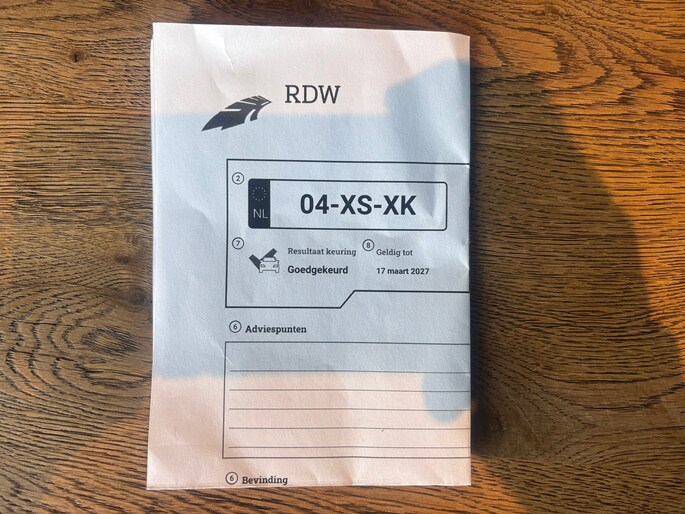 RDW
2
NL 04-XS-XK
7 Resultaat keuring 8 Geldig tot
Goedgekeurd 17 maart 2027
6 Adviespunten
6 Bevinding